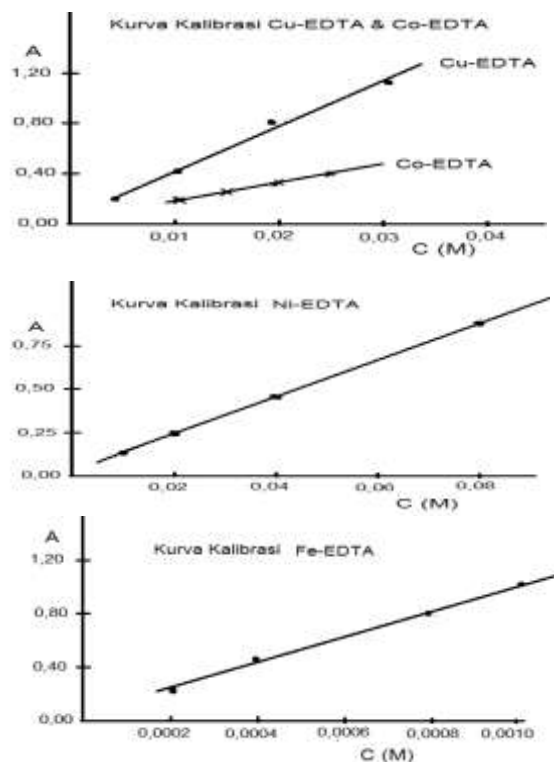 Kurva Kalibrasi Cu-EDTA & Co-EDTA
A
1,20
Cu-EDTA
0,80
0,40
Co-EDTA
0,00
0,01 0,02 0,03 0,04
C (M)
Kurva Kalibrasi Ni-EDTA
A
0,75
0,50
0,25
0,00
0,02 0,04 0,06 0,08
C (M)
A
Kurva Kalibrasi Fe-EDTA
1,20
0,80
0,40
0,00
0,0002 0,0004 0,0006 0,0008 0,0010
C (M)